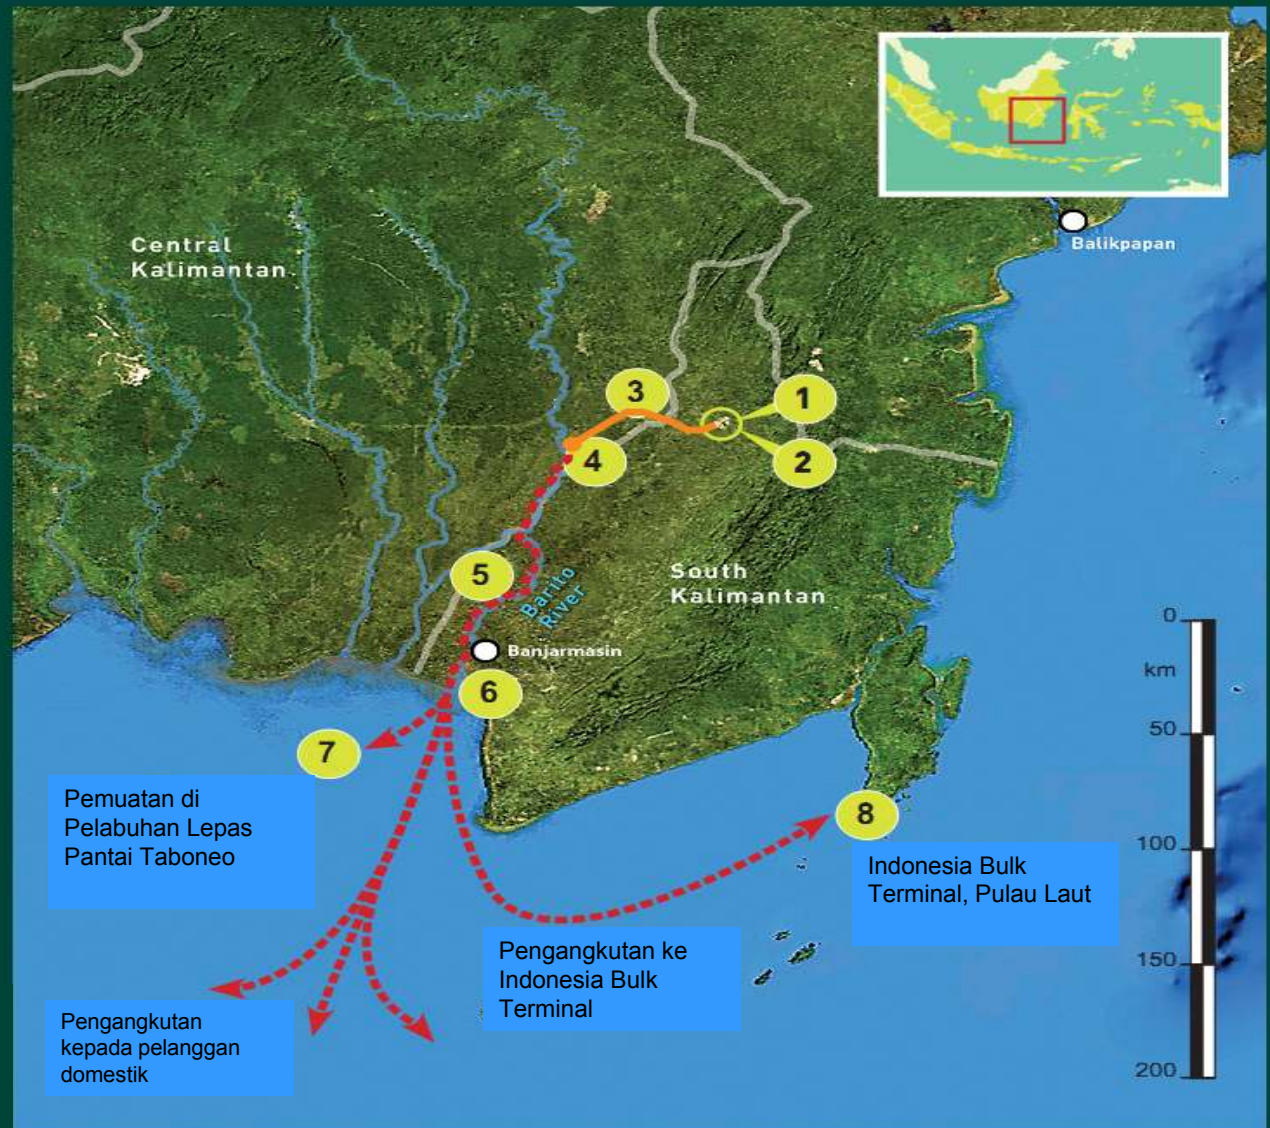 Central
Kalimantan
Balikpapan
3
1
4
2
5
Barito
River
South
Kalimantan
Banjarmasin
6
7
8
0
km
50
100
150
200
Pemuatan di
Pelabuhan Lepas
Pantai Taboneo
Indonesia Bulk
Terminal, Pulau Laut
Pengangkutan ke
Indonesia Bulk
Terminal
Pengangkutan
kepada pelanggan
domestik